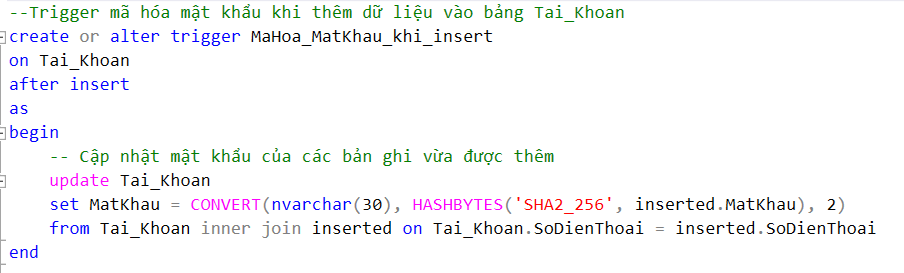 --Trigger mã hóa mật khẩu khi thêm dữ liệu vào bảng Tai_Khoan
create or alter trigger MaHoa_MatKhau_khi_insert
on Tai_Khoan
after insert
as
begin
    -- Cập nhật mật khẩu của các bản ghi vừa được thêm
    update Tai_Khoan
    set MatKhau = CONVERT(nvarchar(30), HASHBYTES('SHA2_256', inserted.MatKhau), 2)
    from Tai_Khoan inner join inserted on Tai_Khoan.SoDienThoai = inserted.SoDienThoai
end